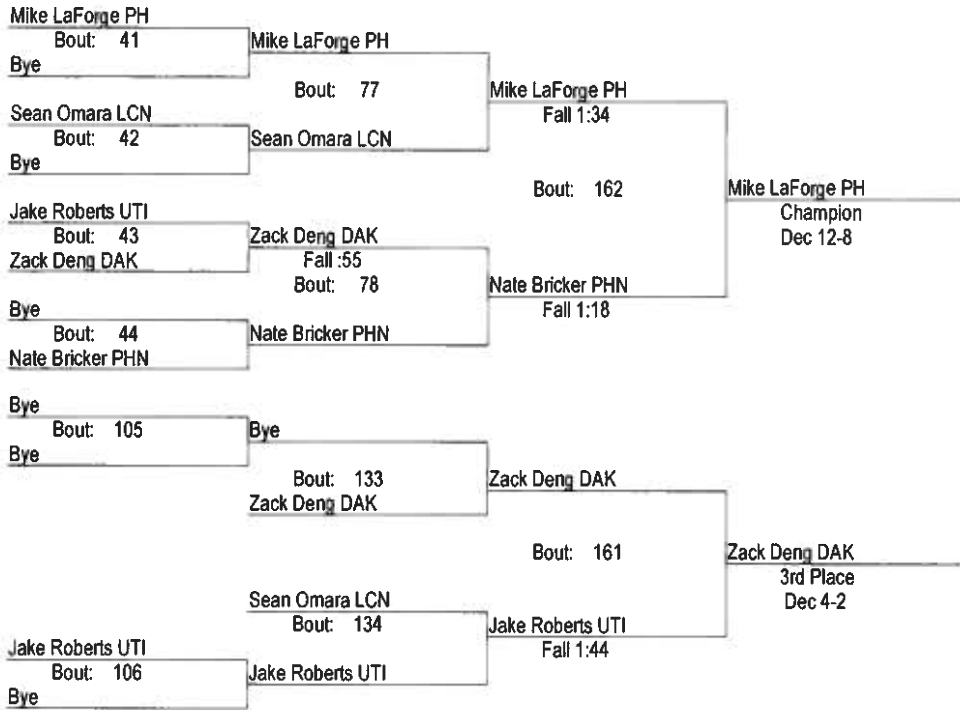 Mike LaForge PH
Bout: 41
Bye
Mike LaForge PH
Bout: 77
Sean Omara LCN
Bout: 42
Bye
Sean Omara LCN
Mike LaForge PH
Fall 1:34
Bout: 162
Jake Roberts UTI
Bout: 43
Zack Deng DAK
Zack Deng DAK
Fall :55
Bout: 78
Bye
Bout: 44
Nate Bricker PHN
Nate Bricker PHN
Nate Bricker PHN
Fall 1:18
Mike LaForge PH
Champion
Dec 12-8
Bye
Bout: 105
Bye
Bye
Bout: 133
Zack Deng DAK
Zack Deng DAK
Bout: 161
Sean Omara LCN
Bout: 134
Jake Roberts UTI
Bout: 106
Bye
Jake Roberts UTI
Jake Roberts UTI
Fall 1:44
Zack Deng DAK
3rd Place
Dec 4-2